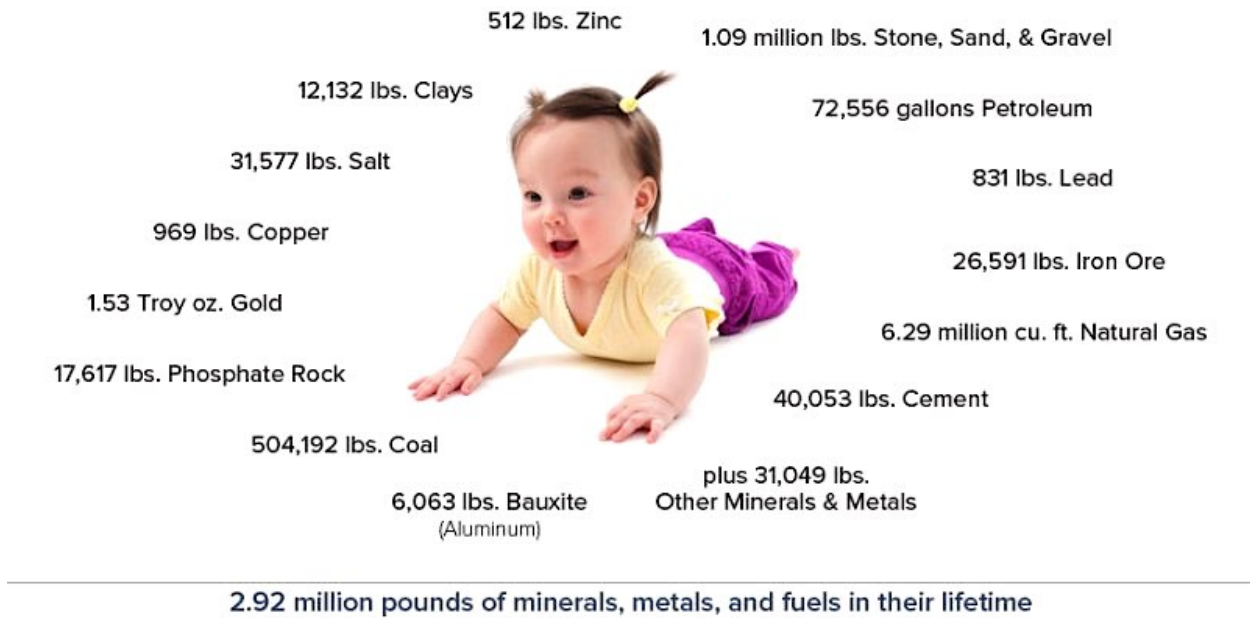 512 lbs. Zinc
1.09 million lbs. Stone, Sand, & Gravel
12,132 lbs. Clays
72,556 gallons Petroleum
31,577 lbs. Salt
831 lbs. Lead
969 lbs. Copper
26,591 lbs. Iron Ore
1.53 Troy oz. Gold
6.29 million cu. ft. Natural Gas
17,617 lbs. Phosphate Rock
40,053 lbs. Cement
504,192 lbs. Coal
plus 31,049 lbs.
Other Minerals & Metals
6,063 lbs. Bauxite
(Aluminum)
2.92 million pounds of minerals, metals, and fuels in their lifetime